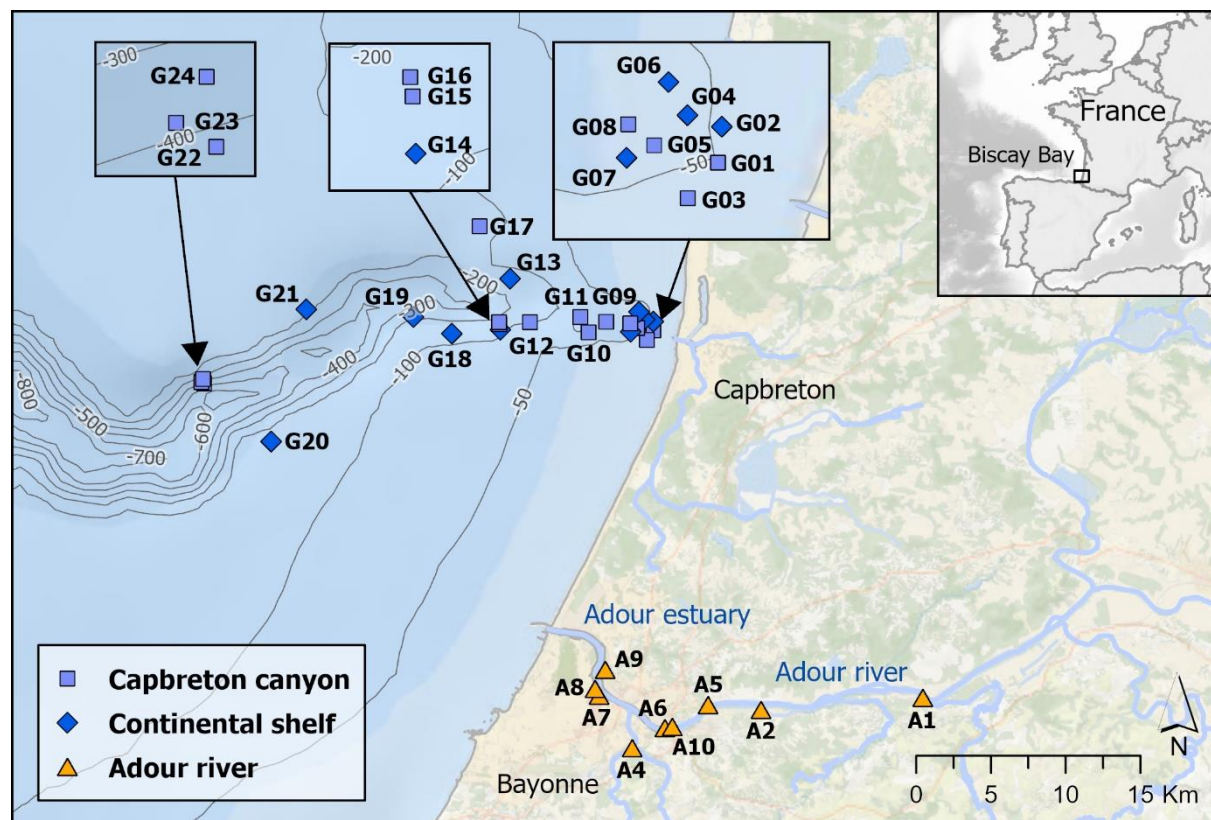 -300
G24
G23
-400
G22
-200
G16
G15
G14
-100
G06
G04
G02
G08
G05
G07
-50
G01
G03
France
Biscay Bay
G17
G13
-200
G21
G19
-300
G11
G09
G18
G12
G10
-400
-100
-50
-800
-500
-600
-700
G20
Capbreton
Adour estuary
Adour river
A9
A8
A7
A5
A6
A2
A1
A10
A4
Bayonne
Capbreton canyon
Continental shelf
Adour river
N
0 5 10 15 Km